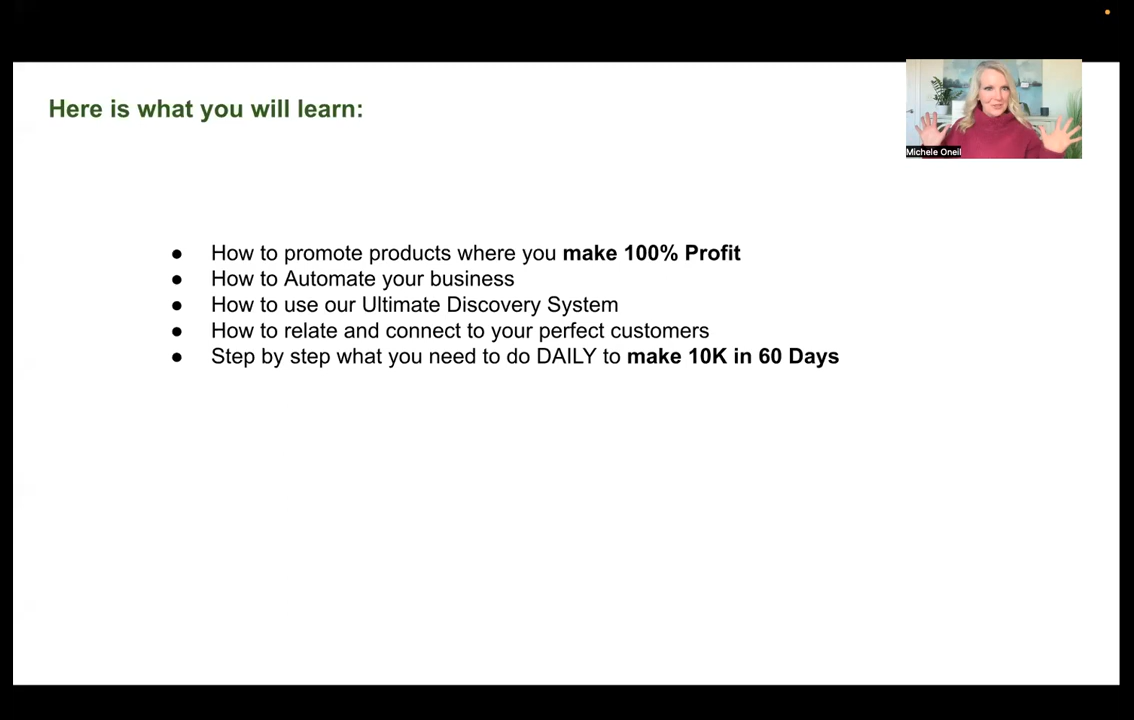 Here is what you will learn:
Michele Oneil
● How to promote products where you make 100% Profit
● How to Automate your business
● How to use our Ultimate Discovery System
● How to relate and connect to your perfect customers
● Step by step what you need to do DAILY to make 10K in 60 Days